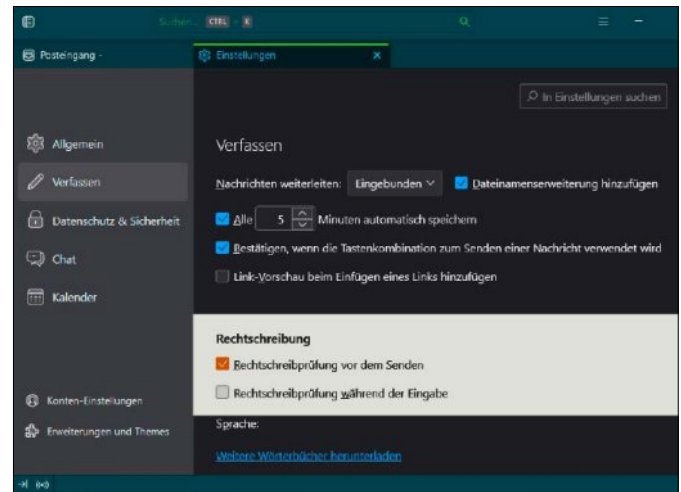 Suchen... CTRL + K
Posteingang -
Einstellungen
In Einstellungen suchen
Allgemein
Verfassen
Datenschutz & Sicherheit
Chat
Kalender
Konten-Einstellungen
Erweiterungen und Themes
Verfassen
Nachrichten weiterleiten: Eingebunden Dateinamenserweiterung hinzufügen
Alle 5 Minuten automatisch speichern
Bestätigen, wenn die Tastenkombination zum Senden einer Nachricht verwendet wird
Link-Vorschau beim Einfügen eines Links hinzufügen
Rechtschreibung
Rechtschreibprüfung vor dem Senden
Rechtschreibprüfung während der Eingabe
Sprache:
Weitere Wörterbücher herunterladen